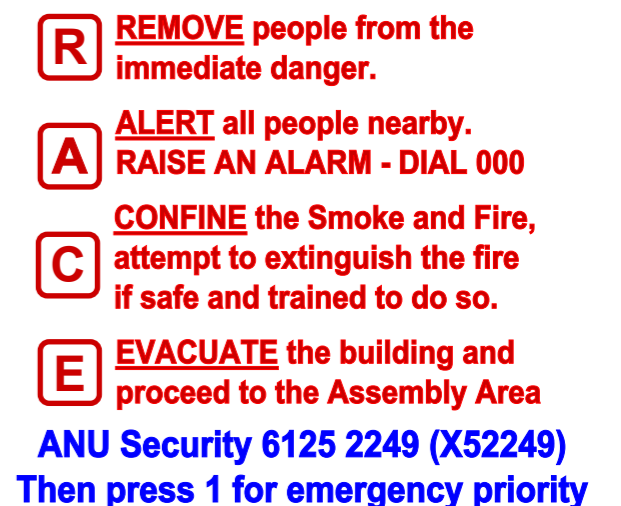 R REMOVE people from the
immediate danger.
A ALERT all people nearby.
RAISE AN ALARM - DIAL 000
C CONFINE the Smoke and Fire,
attempt to extinguish the fire
if safe and trained to do so.
E EVACUATE the building and
proceed to the Assembly Area
ANU Security 6125 2249 (X52249)
Then press 1 for emergency priority